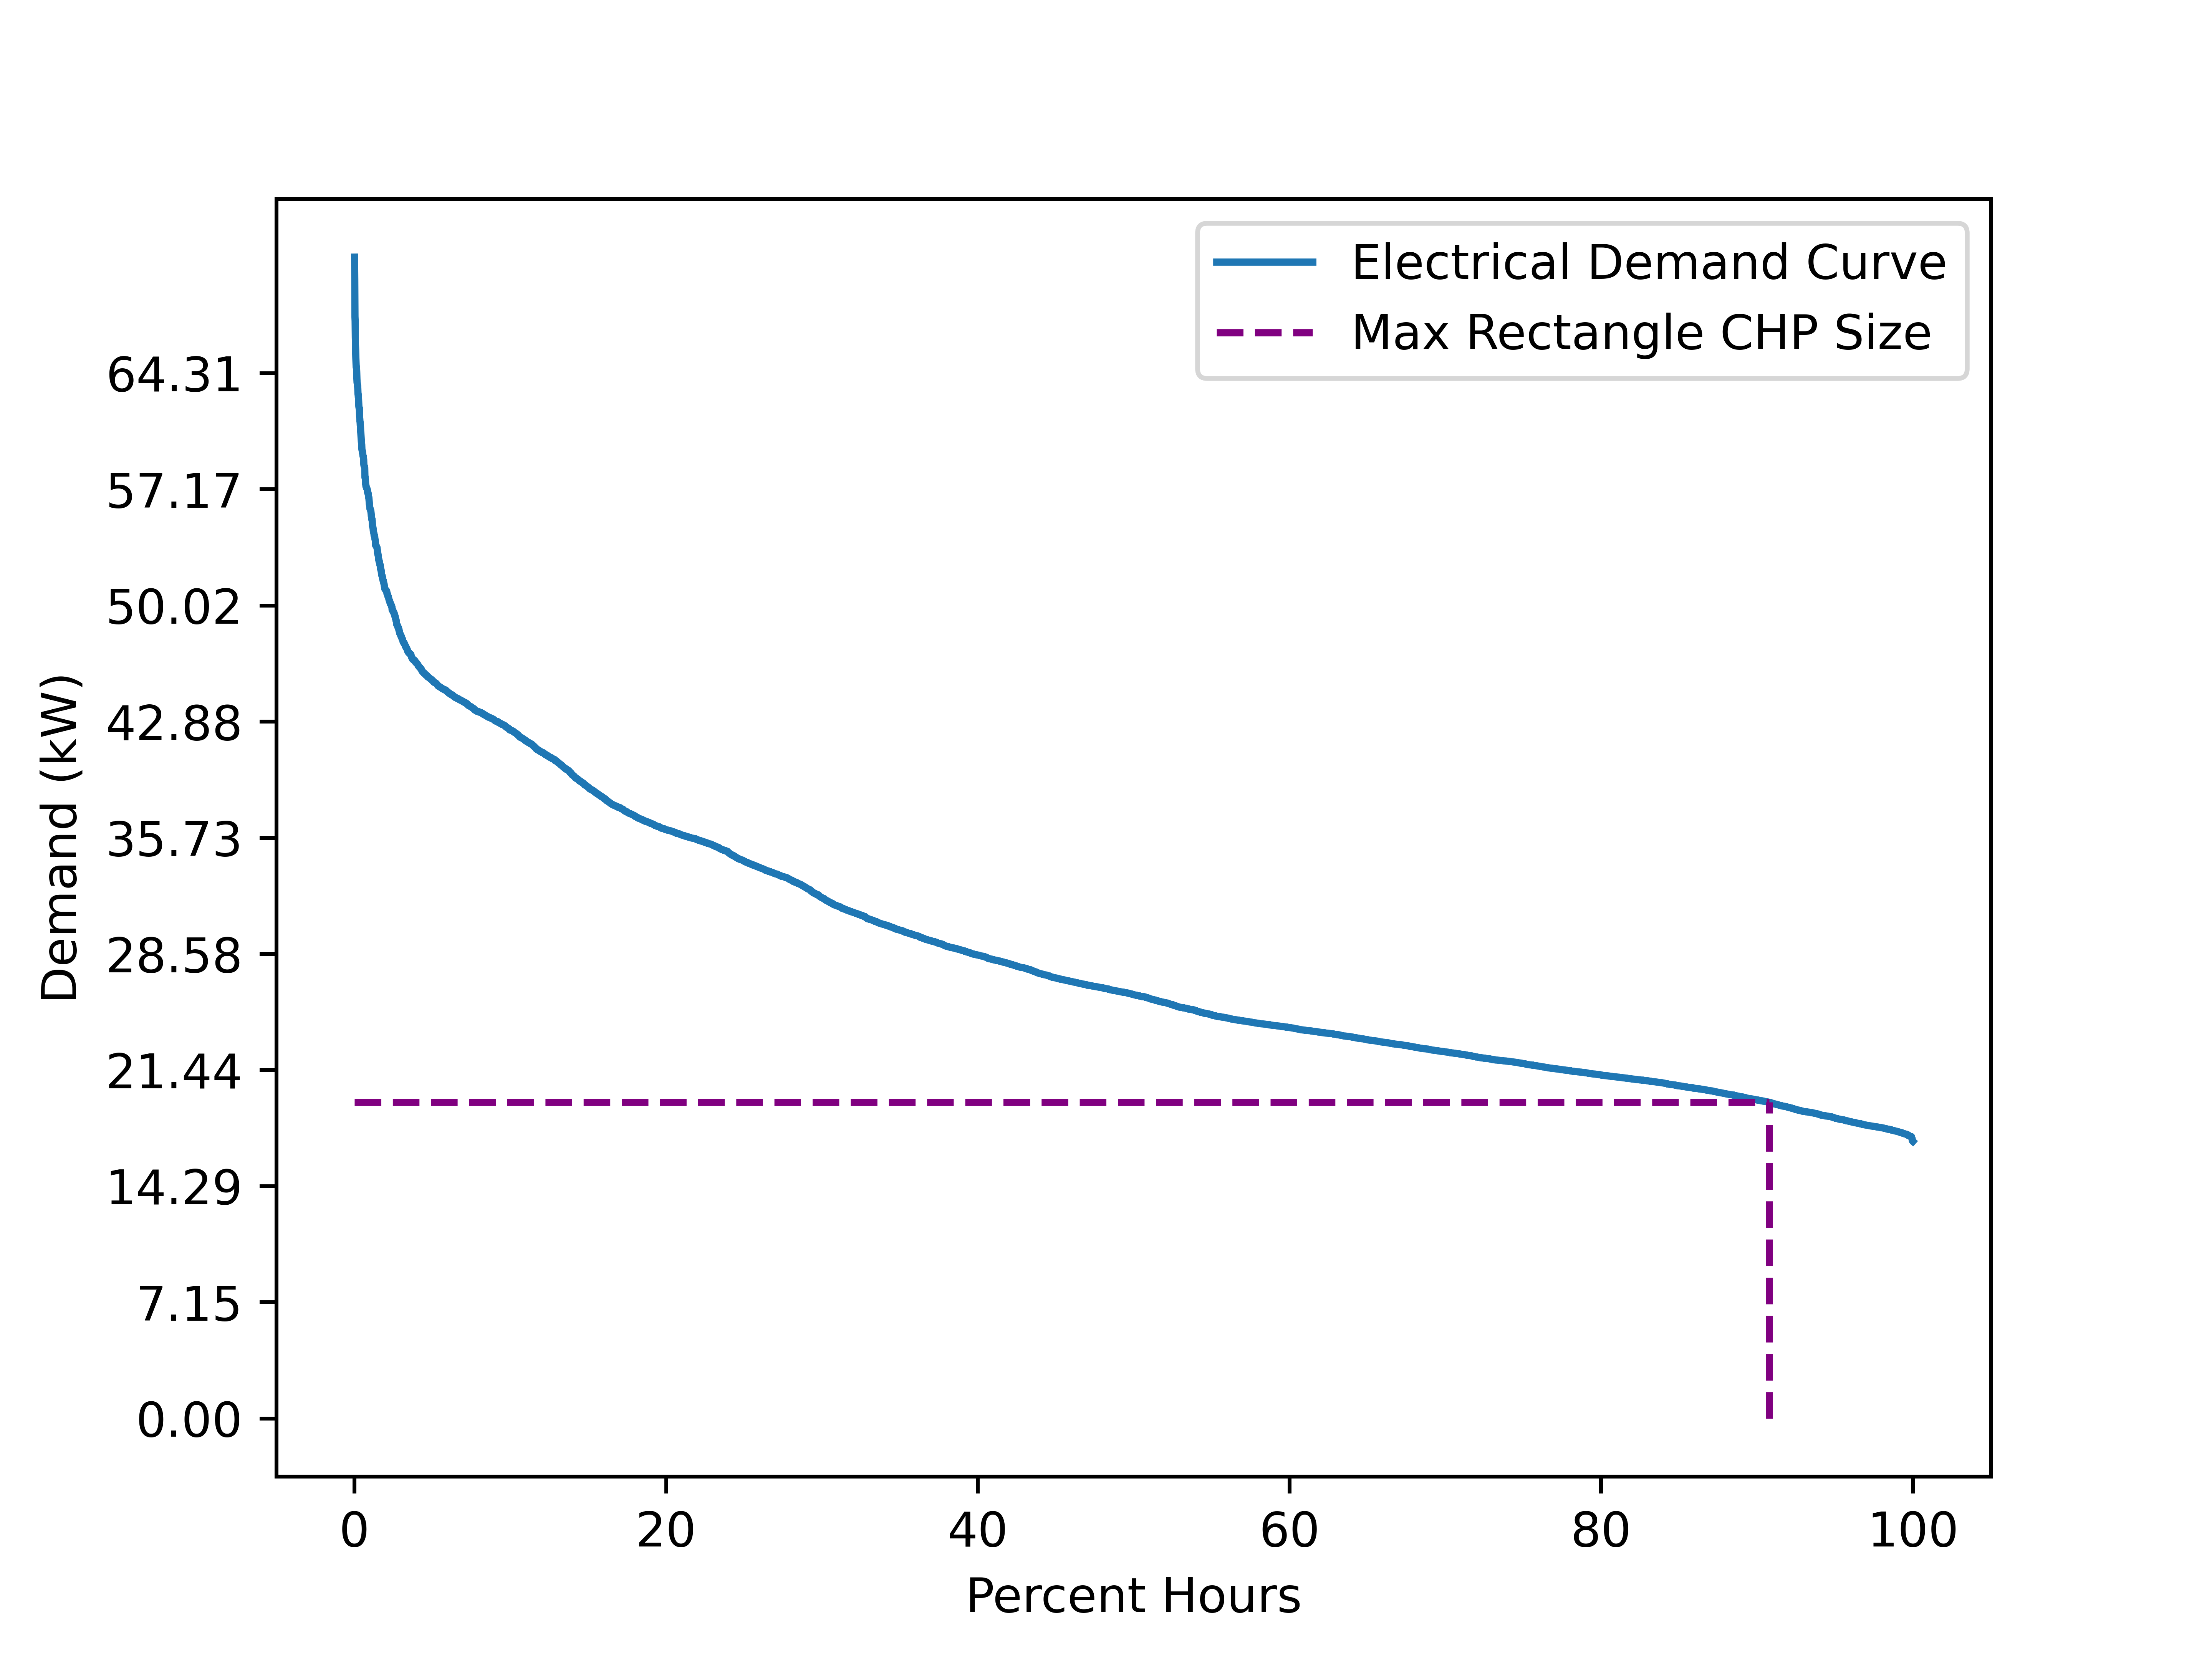 Electrical Demand Curve
Max Rectangle CHP Size
64.31
57.17
50.02
42.88
35.73
28.58
21.44
14.29
7.15
0.00
Demand (kW)
0 20 40 60 80 100
Percent Hours